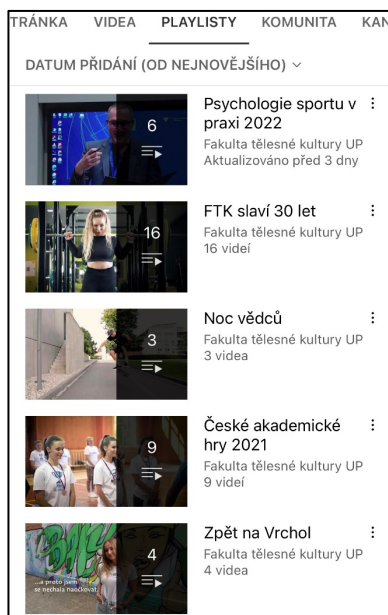 TRÁNKA VIDEA PLAYLISTY KOMUNITA KAN
DATUM PŘIDÁNÍ (OD NEJNOVĚJŠÍHO)
6
Psychologie sportu v
praxi 2022
Fakulta tělesné kultury UP
Aktualizováno před 3 dny
16
FTK slaví 30 let
Fakulta tělesné kultury UP
16 videí
3
Noc vědců
Fakulta tělesné kultury UP
3 videa
9
České akademické
hry 2021
Fakulta tělesné kultury UP
9 videí
4
...a proto jsem
se nechala naočkovat.
Zpět na Vrchol
Fakulta tělesné kultury UP
4 videa